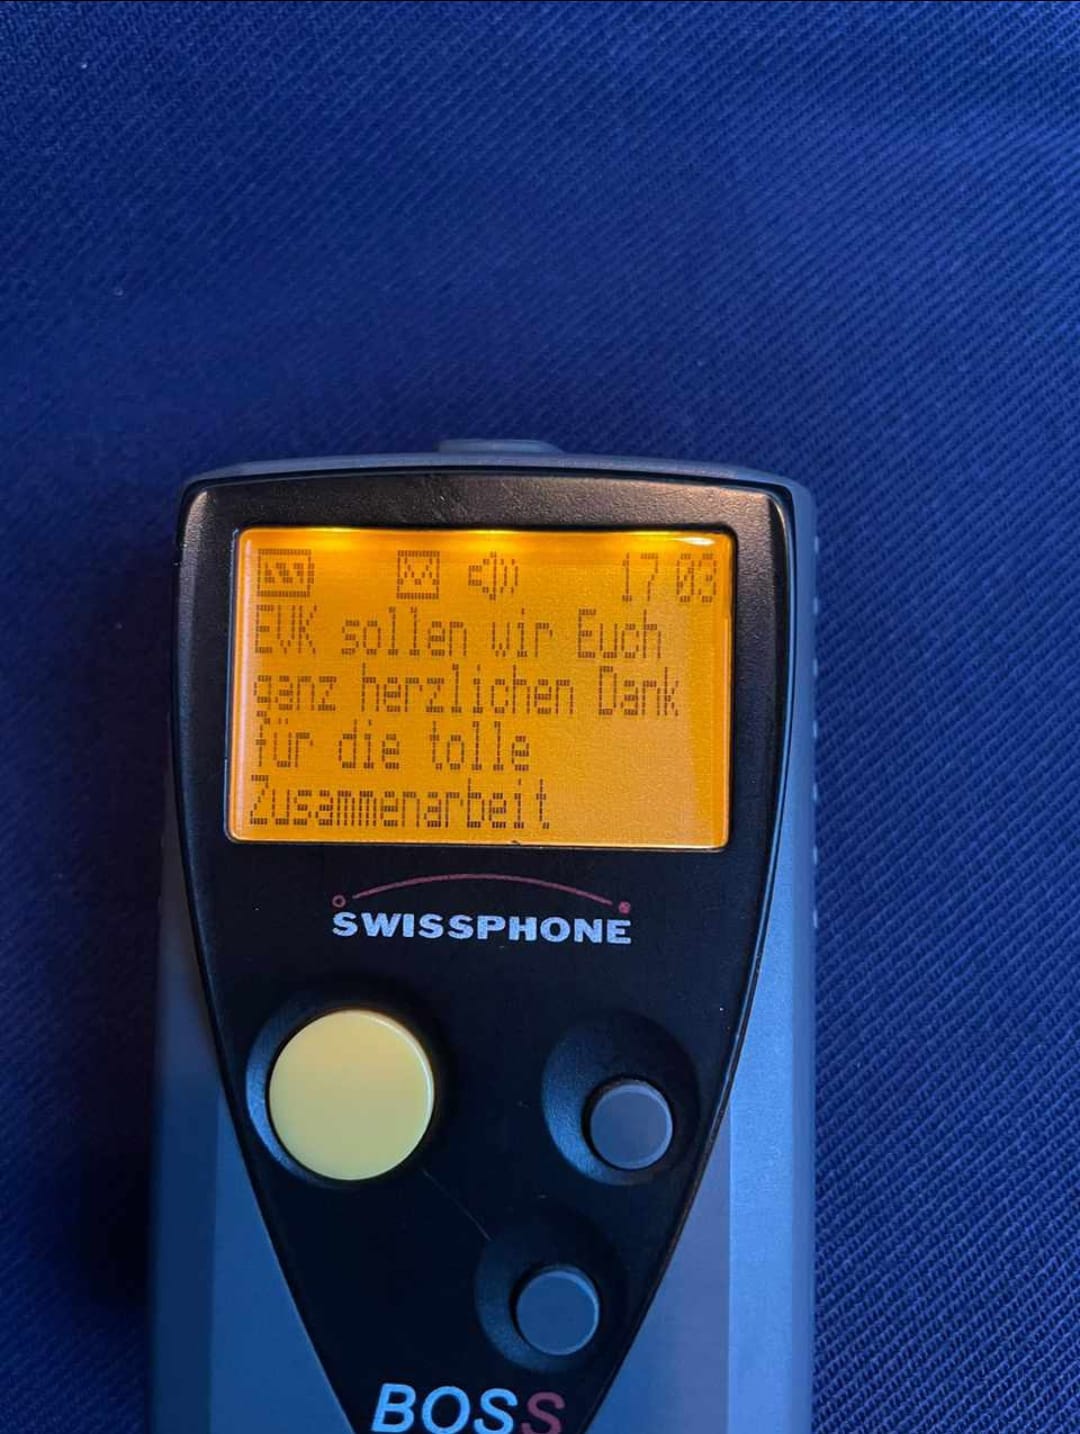 17 03
EVK sollen wir Euch
ganz herzlichen Dank
für die tolle
Zusammenarbeit
SWISSPHONE
BOSS